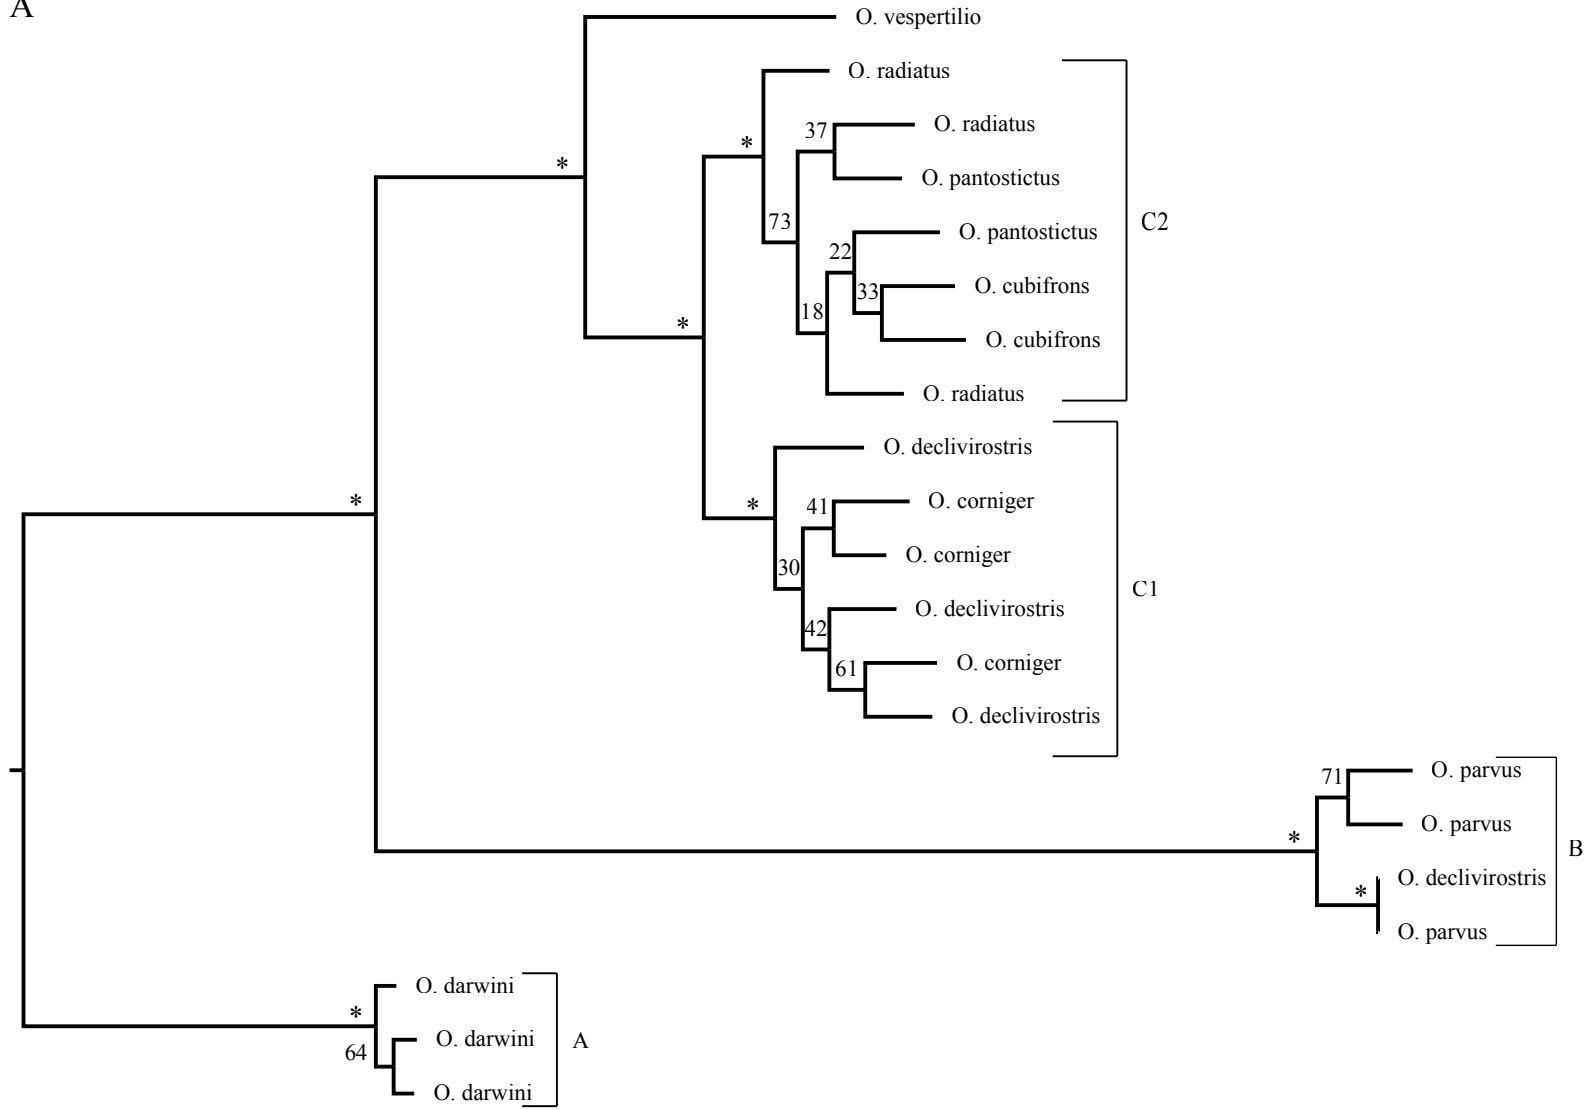 A
O. vespertilio
*
O. radiatus
*
37
O. radiatus
O. pantostictus
73
C2
22
O. pantostictus
33
O. cubifrons
18
O. cubifrons
*
O. radiatus
O. declivirostris
*
41
O. corniger
*
O. corniger
30
C1
O. declivirostris
42
61
O. corniger
O. declivirostris
71
O. parvus
O. parvus
*
B
O. declivirostris
*
O. parvus
O. darwini
*
O. darwini
A
64
O. darwini